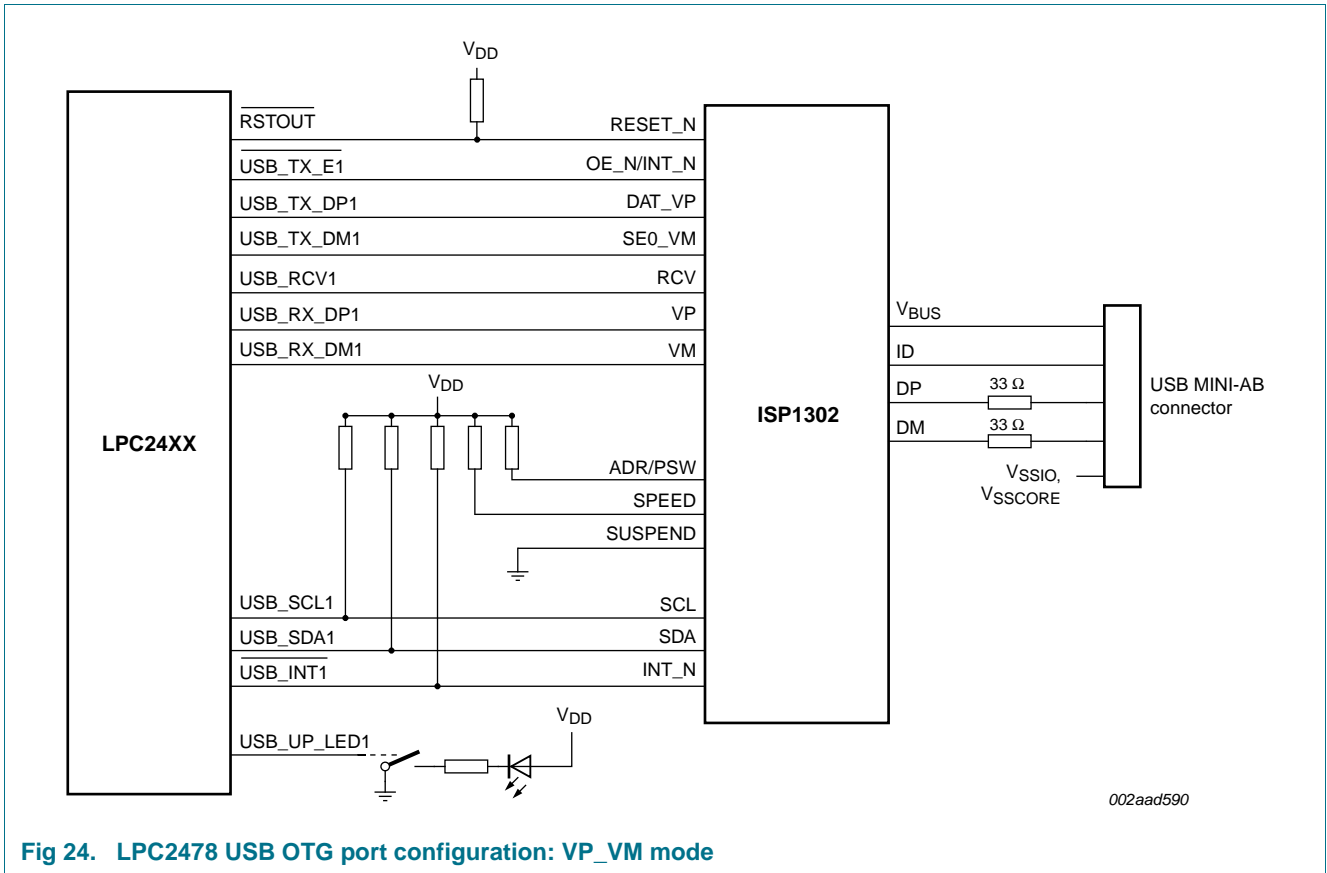 VDD
RSTOUT
RESET_N
USB_TX_E1
OE_N/INT_N
USB_TX_DP1
DAT_VP
USB_TX_DM1
SE0_VM
USB_RCV1
RCV
USB_RX_DP1
VP
USB_RX_DM1
VM
VDD
LPC24XX
ISP1302
VBUS
ID
DP
33 Ω
DM
33 Ω
USB MINI-AB
connector
VSSIO,
VSSCORE
ADR/PSW
SPEED
SUSPEND
USB_SCL1
SCL
USB_SDA1
SDA
USB_INT1
INT_N
VDD
USB_UP_LED1
002aad590
Fig 24. LPC2478 USB OTG port configuration: VP_VM mode